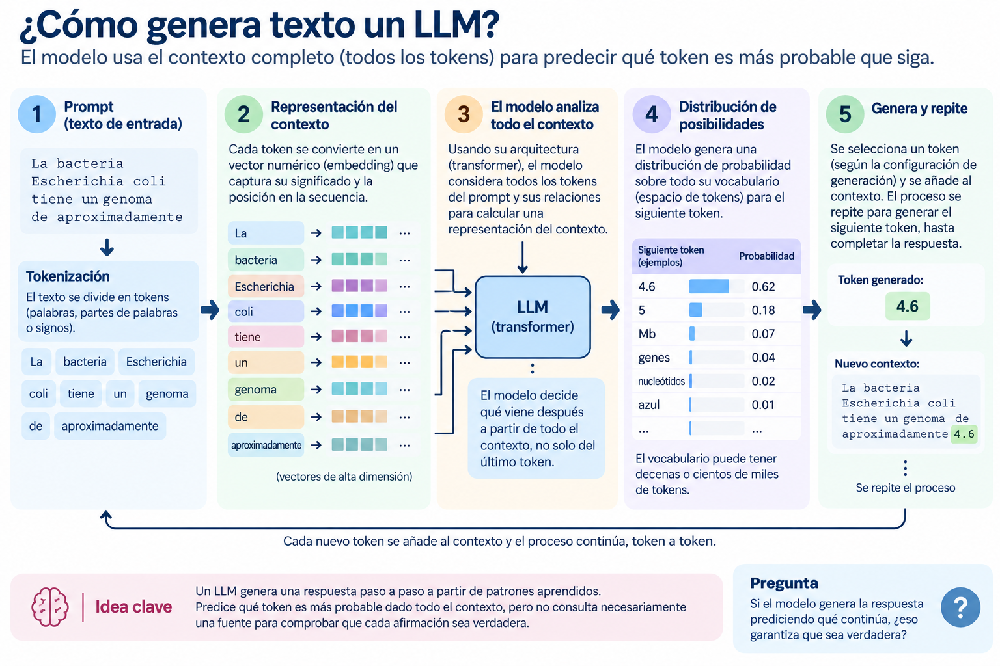 ¿Cómo genera texto un LLM?
El modelo usa el contexto completo (todos los tokens) para predecir qué token es más probable que siga.
1
Prompt
(texto de entrada)
La bacteria
Escherichia coli
tiene un genoma
de aproximadamente
Tokenización
El texto se divide en tokens
(palabras, partes de palabras
o signos).
La bacteria Escherichia
coli tiene un genoma
de aproximadamente
2
Representación del
contexto
Cada token se convierte en un
vector numérico (embedding) que
captura su significado y la
posición en la secuencia.
La ...
bacteria ...
Escherichia ...
coli ...
tiene ...
un ...
genoma ...
de ...
aproximadamente ...
(vectores de alta dimensión)
3
El modelo analiza
todo el contexto
Usando su arquitectura
(transformer), el modelo
considera todos los tokens
del prompt y sus relaciones
para calcular una
representación del contexto.
LLM
(transformer)
El modelo decide
qué viene después
a partir de todo el
contexto, no solo del
último token.
4
Distribución de
posibilidades
El modelo genera una
distribución de probabilidad
sobre todo su vocabulario
(espacio de tokens) para el
siguiente token.
Siguiente token
(ejemplos)
Probabilidad
4.6 0.62
5 0.18
Mb 0.07
genes 0.04
nucleótidos 0.02
azul 0.01
... ...
El vocabulario puede tener
decenas o cientos de miles
de tokens.
5
Genera y repite
Se selecciona un token
(según la configuración de
generación) y se añade al
contexto. El proceso se
repite para generar el
siguiente token, hasta
completar la respuesta.
Token generado:
4.6
Nuevo contexto:
La bacteria
Escherichia coli
tiene un genoma de
aproximadamente 4.6
Se repite el proceso
Cada nuevo token se añade al contexto y el proceso continúa, token a token.
Idea clave
Un LLM genera una respuesta paso a paso a partir de patrones aprendidos.
Predice qué token es más probable dado todo el contexto, pero no consulta necesariamente
una fuente para comprobar que cada afirmación sea verdadera.
Pregunta
Si el modelo genera la respuesta
prediciendo qué continúa, ¿eso
garantiza que sea verdadera?
?